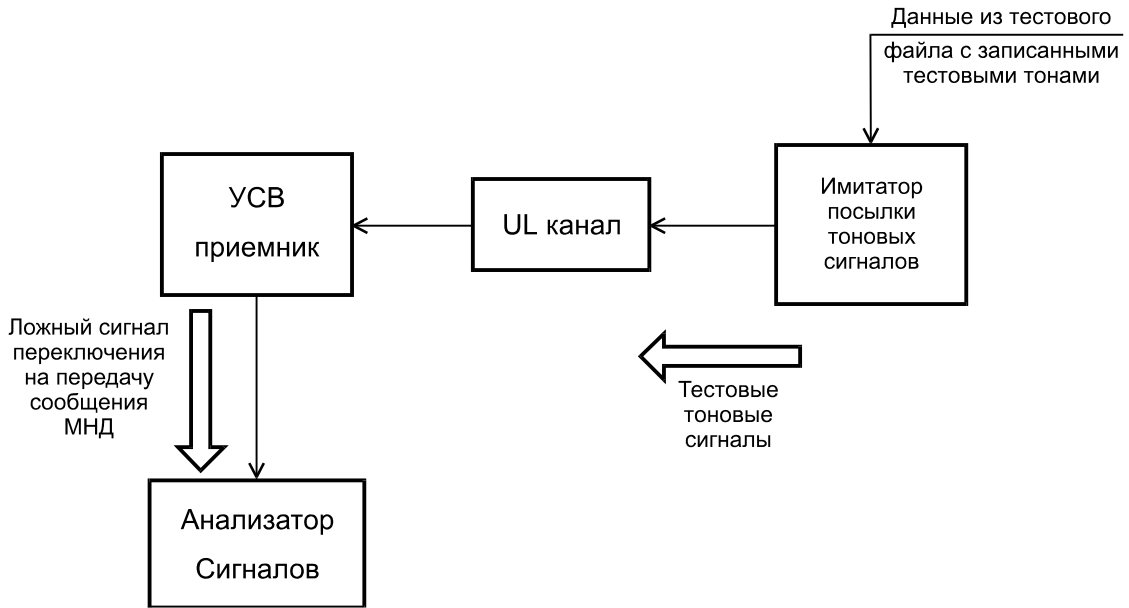 Данные из тестового
файла с записанными
тестовыми тонами
УСВ
приемник
UL канал
Имитатор
посылки
тоновых
сигналов
Ложный сигнал
переключения
на передачу
сообщения
МНД
Тестовые
тоновые
сигналы
Анализатор
Сигналов